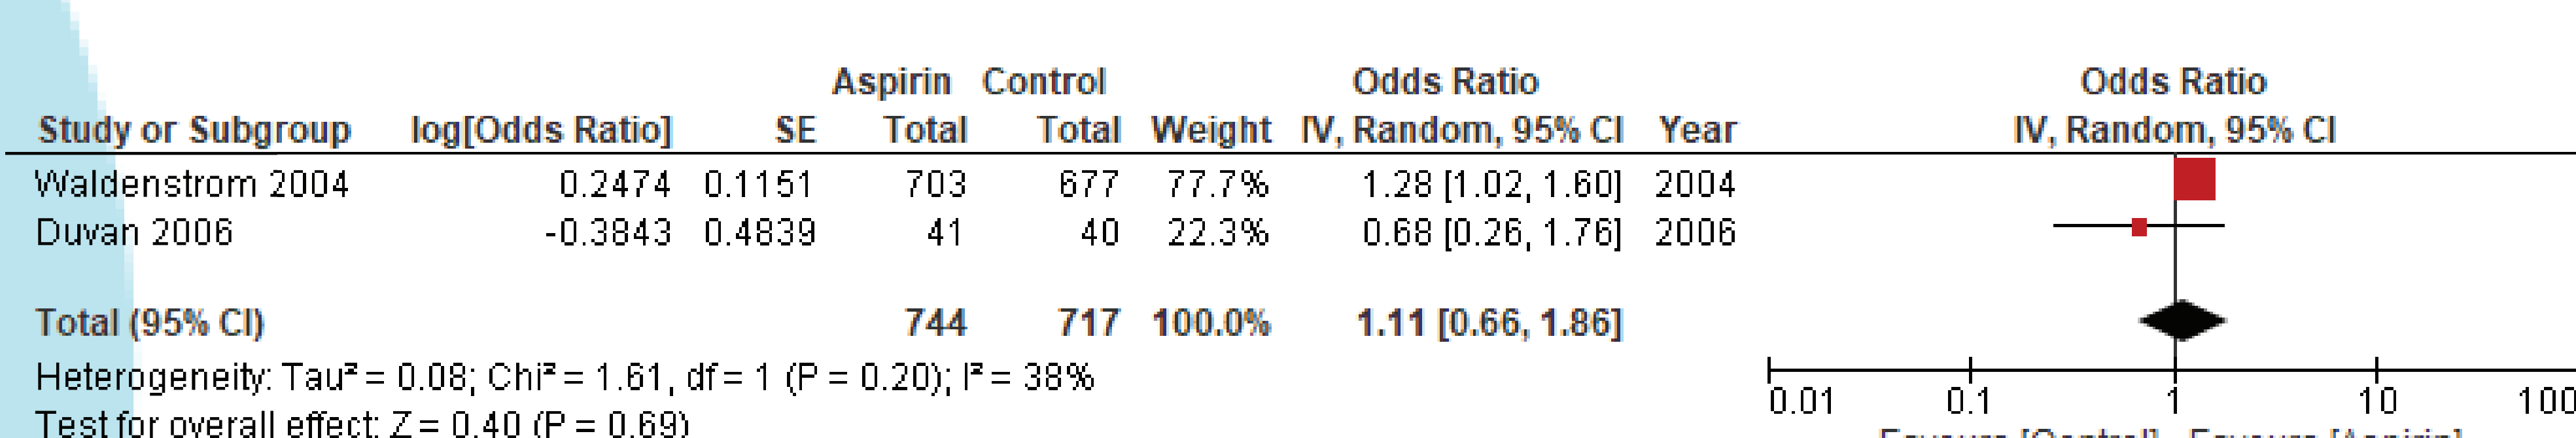 Aspirin Control Odds Ratio Odds Ratio
Study or Subgroup log[Odds Ratio] SE Total Total Weight IV, Random, 95% CI Year IV, Random, 95% CI
Waldenstrom 2004 0.2474 0.1151 703 677 77.7% 1.28 [1.02, 1.60] 2004
Duvan 2006 -0.3843 0.4839 41 40 22.3% 0.68 [0.26, 1.76] 2006
Total (95% CI) 744 717 100.0% 1.11 [0.66, 1.86]
Heterogeneity: Tau² = 0.08; Chi² = 1.61, df = 1 (P = 0.20); I² = 38%
Test for overall effect: Z = 0.40 (P = 0.69)
0.01 0.1 1 10 100
Favours [Control] Favours [Aspirin]